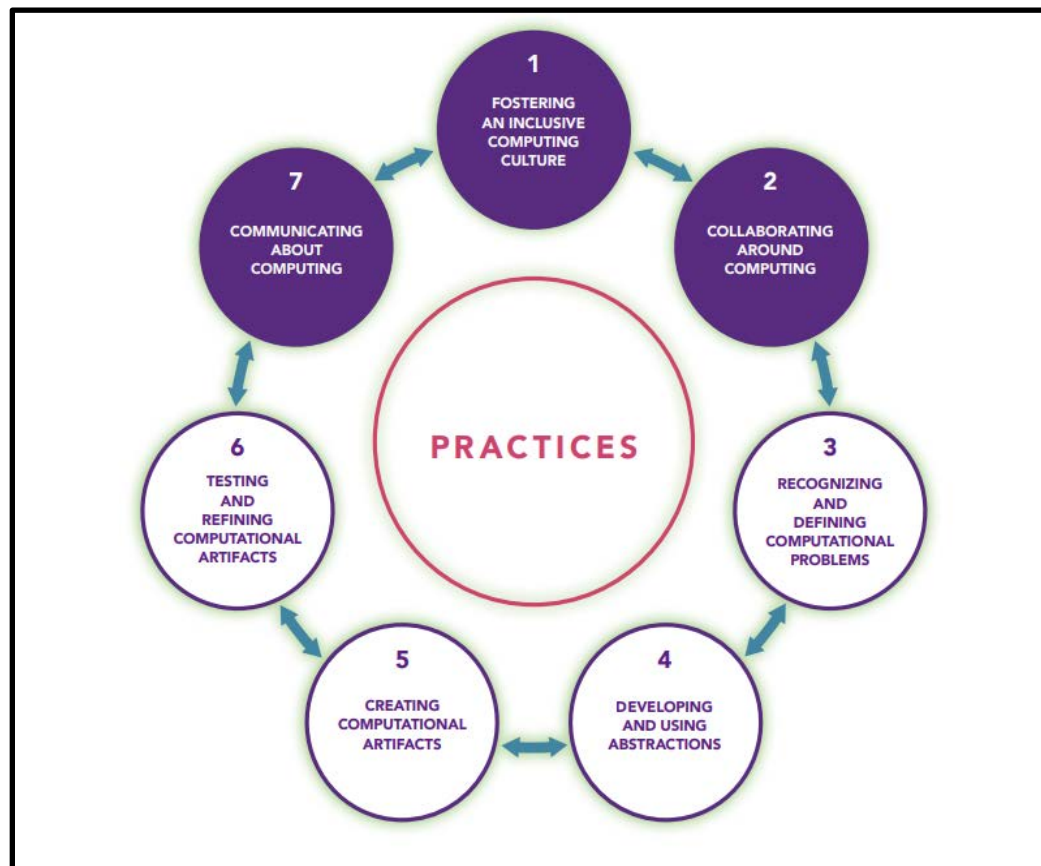 1
FOSTERING
AN INCLUSIVE
COMPUTING
CULTURE
2
COLLABORATING
AROUND
COMPUTING
3
RECOGNIZING
AND
DEFINING
COMPUTATIONAL
PROBLEMS
4
DEVELOPING
AND USING
ABSTRACTIONS
5
CREATING
COMPUTATIONAL
ARTIFACTS
6
TESTING
AND
REFINING
COMPUTATIONAL
ARTIFACTS
7
COMMUNICATING
ABOUT
COMPUTING
PRACTICES